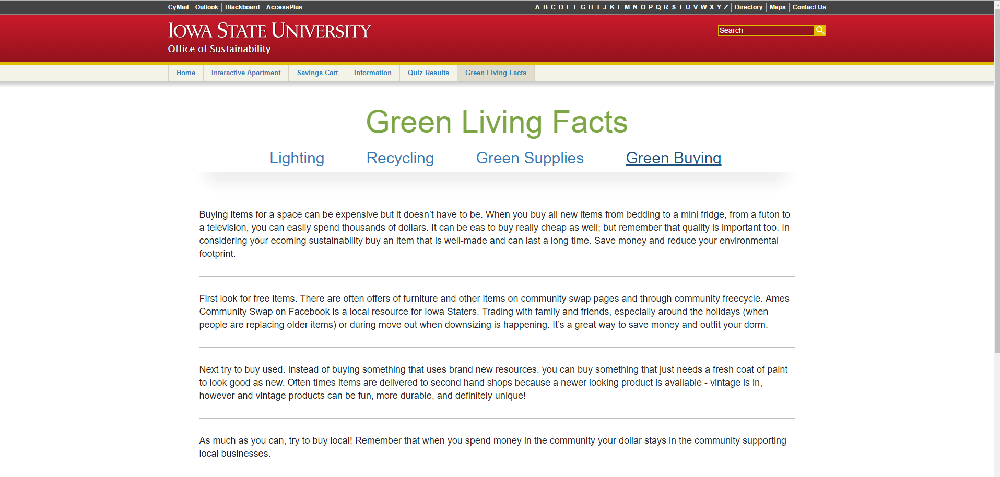 CyMail Outlook Blackboard AccessPlus
A B C D E F G H I J K L M N O P Q R S T U V W X Y Z Directory Maps Contact Us
IOWA STATE UNIVERSITY
Search
Office of Sustainability
Home Interactive Apartment Savings Cart Information Quiz Results Green Living Facts
Green Living Facts
Lighting Recycling Green Supplies Green Buying
Buying items for a space can be expensive but it doesn’t have to be. When you buy all new items from bedding to a mini fridge, from a futon to
a television, you can easily spend thousands of dollars. It can be eas to buy really cheap as well; but remember that quality is important too. In
considering your ecoming sustainability buy an item that is well-made and can last a long time. Save money and reduce your environmental
footprint.
First look for free items. There are often offers of furniture and other items on community swap pages and through community freecycle. Ames
Community Swap on Facebook is a local resource for Iowa Staters. Trading with family and friends, especially around the holidays (when
people are replacing older items) or during move out when downsizing is happening. It’s a great way to save money and outfit your dorm.
Next try to buy used. Instead of buying something that uses brand new resources, you can buy something that just needs a fresh coat of paint
to look good as new. Often times items are delivered to second hand shops because a newer looking product is available - vintage is in,
however and vintage products can be fun, more durable, and definitely unique!
As much as you can, try to buy local! Remember that when you spend money in the community your dollar stays in the community supporting
local businesses.